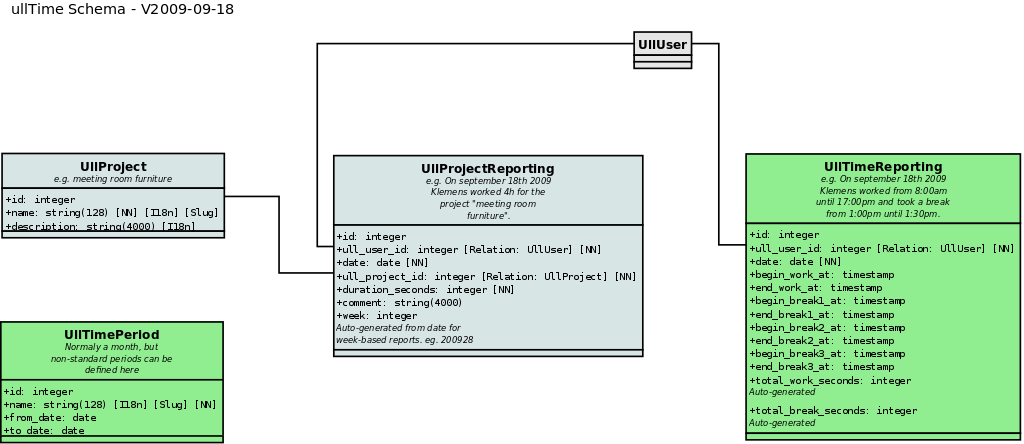 ullTime Schema - V2009-09-18
UllUser
UllProject
e.g. meeting room furniture
+id: integer
+name: string(128) [NN] [I18n] [Slug]
+description: string(4000) [I18n]
UllProjectReporting
e.g. On september 18th 2009
Klemens worked 4h for the
project "meeting room
furniture".
+id: integer
+ull_user_id: integer [Relation: UllUser] [NN]
+date: date [NN]
+ull_project_id: integer [Relation: UllProject] [NN]
+duration_seconds: integer [NN]
+comment: string(4000)
+week: integer
Auto-generated from date for
week-based reports. eg. 200928
UllTimeReporting
e.g. On september 18th 2009
Klemens worked from 8:00am
until 17:00pm and took a break
from 1:00pm until 1:30pm.
+id: integer
+ull_user_id: integer [Relation: UllUser] [NN]
+date: date [NN]
+begin_work_at: timestamp
+end_work_at: timestamp
+begin_break1_at: timestamp
+end_break1_at: timestamp
+begin_break2_at: timestamp
+end_break2_at: timestamp
+begin_break3_at: timestamp
+end_break3_at: timestamp
+total_work_seconds: integer
Auto-generated
+total_break_seconds: integer
Auto-generated
UllTimePeriod
Normaly a month, but
non-standard periods can be
defined here
+id: integer
+name: string(128) [I18n] [Slug] [NN]
+from_date: date
+to_date: date